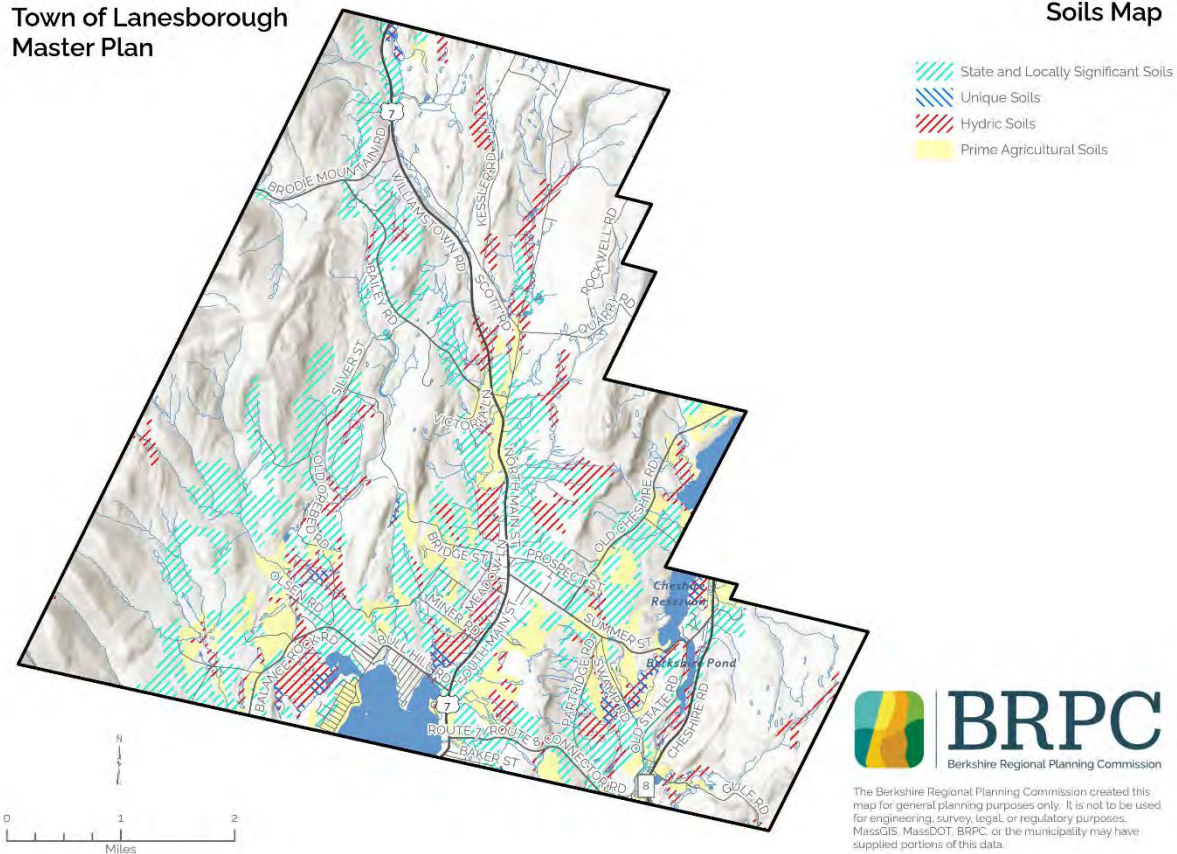 Town of Lanesborough
Master Plan
Soils Map
State and Locally Significant Soils
Unique Soils
Hydric Soils
Prime Agricultural Soils
7
BRODIE MOUNTAIN RD
WILLIAMSTOWN RD
KESSLER RD
ROCKWELL RD
BAILEY RD
SCOTT RD
QUARRY RD
SILVER ST
VICTORIA LN
NORTH MAIN ST
OLD OREBED RD
OLD CHESHIRE RD
BRIDGE ST
MEADOW LN
PROSPECT ST
OLSEN RD
MINER RD
Cheshire
Reservoir
SUMMER ST
BALANCE ROCK RD
BULL HILL RD
SOUTH MAIN ST
Berkshire Pond
PARTRIDGE RD
SWAMP RD
OLD STATE RD
CHESHIRE RD
7
ROUTE 7 ROUTE 8 CONNECTOR RD
BAKER ST
8
GULF RD
N
0 1 2
Miles
BRPC
Berkshire Regional Planning Commission
The Berkshire Regional Planning Commission created this
map for general planning purposes only. It is not to be used
for engineering, survey, legal, or regulatory purposes.
MassGIS, MassDOT, BRPC, or the municipality may have
supplied portions of this data.